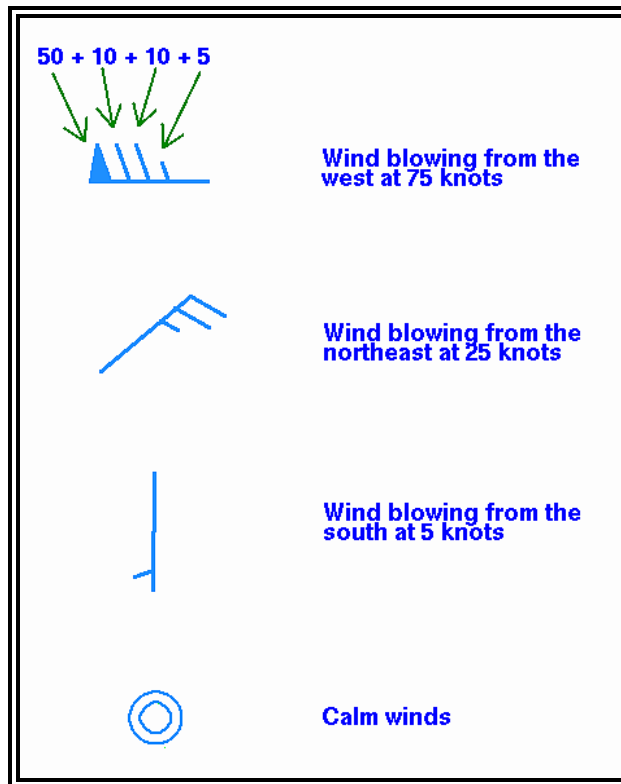 50 + 10 + 10 + 5
Wind blowing from the
west at 75 knots
Wind blowing from the
northeast at 25 knots
Wind blowing from the
south at 5 knots
Calm winds